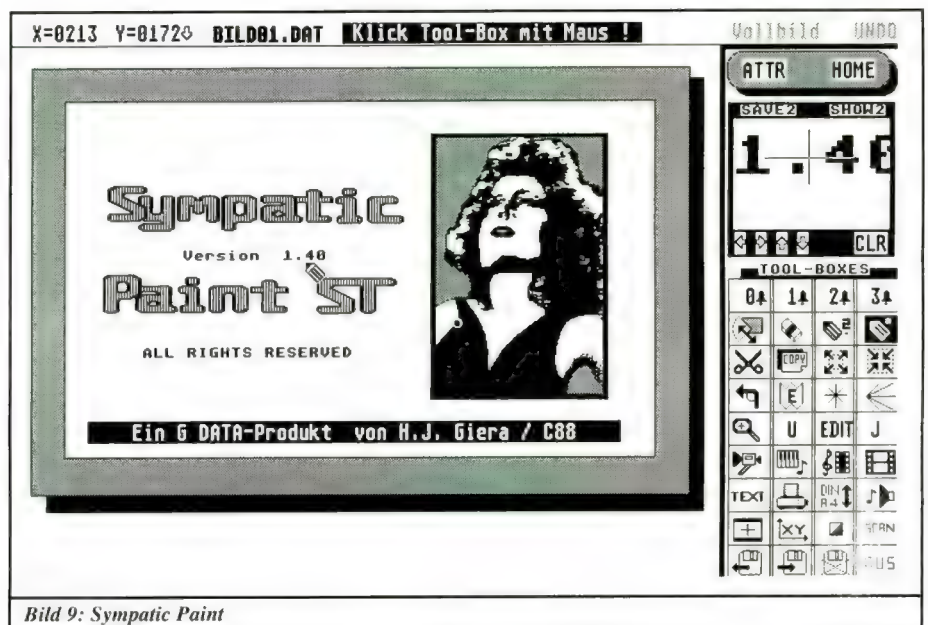 X=0213 Y=0172 BILD01.DAT Klick Tool-Box mit Maus !
Vollbild UNDO
ATTR HOME
SAVE2 SHOW2
1.40
CLR
Sympatic
Version 1.40
Paint ST
ALL RIGHTS RESERVED
Ein G DATA-Produkt von H.J. Giera / C88
TOOL-BOXES
0 1 2 3
2
COPY
E
U EDIT J
TEXT DIN A4
XY SCAN
Bild 9: Sympatic Paint